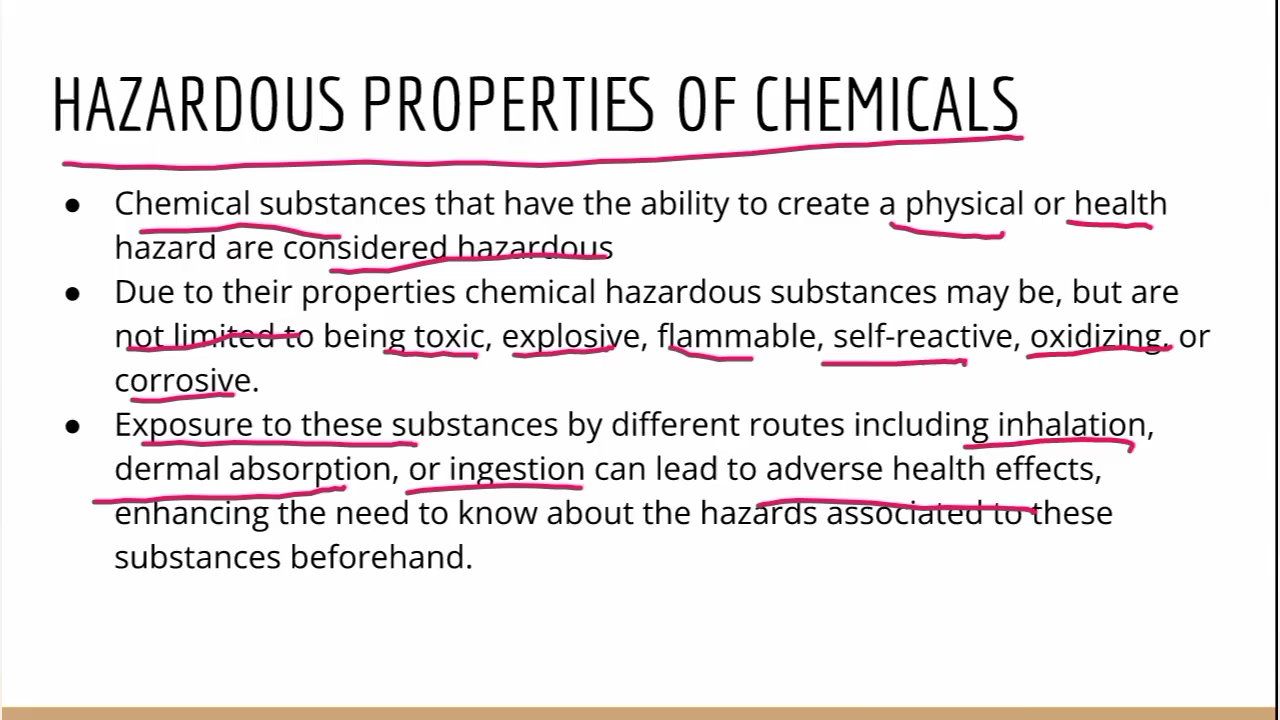 HAZARDOUS PROPERTIES OF CHEMICALS
● Chemical substances that have the ability to create a physical or health
hazard are considered hazardous
● Due to their properties chemical hazardous substances may be, but are
not limited to being toxic, explosive, flammable, self-reactive, oxidizing, or
corrosive.
● Exposure to these substances by different routes including inhalation,
dermal absorption, or ingestion can lead to adverse health effects,
enhancing the need to know about the hazards associated to these
substances beforehand.